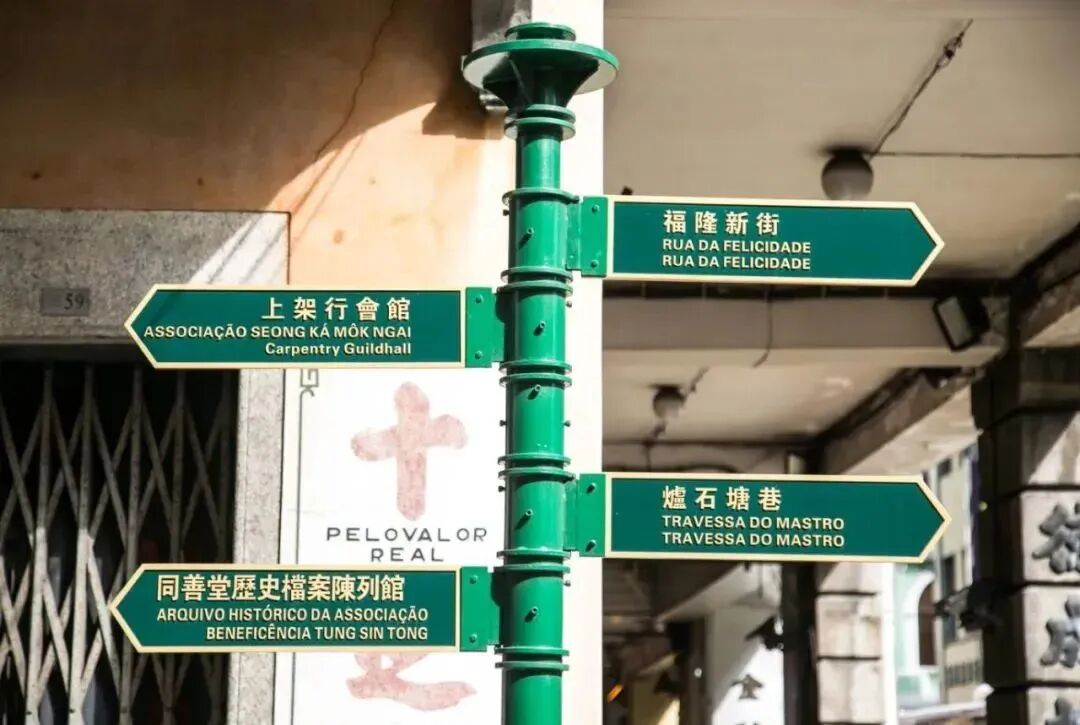 福隆新街
RUA DA FELICIDADE
RUA DA FELICIDADE
上架行會館
ASSOCIAÇÃO SEONG KÁ MÔK NGAI
Carpentry Guildhall
59
十
PELOVALOR
REAL
爐石塘巷
TRAVESSA DO MASTRO
TRAVESSA DO MASTRO
同善堂歷史檔案陳列館
ARQUIVO HISTÓRICO DA ASSOCIAÇÃO
BENEFICÊNCIA TUNG SIN TONG
金